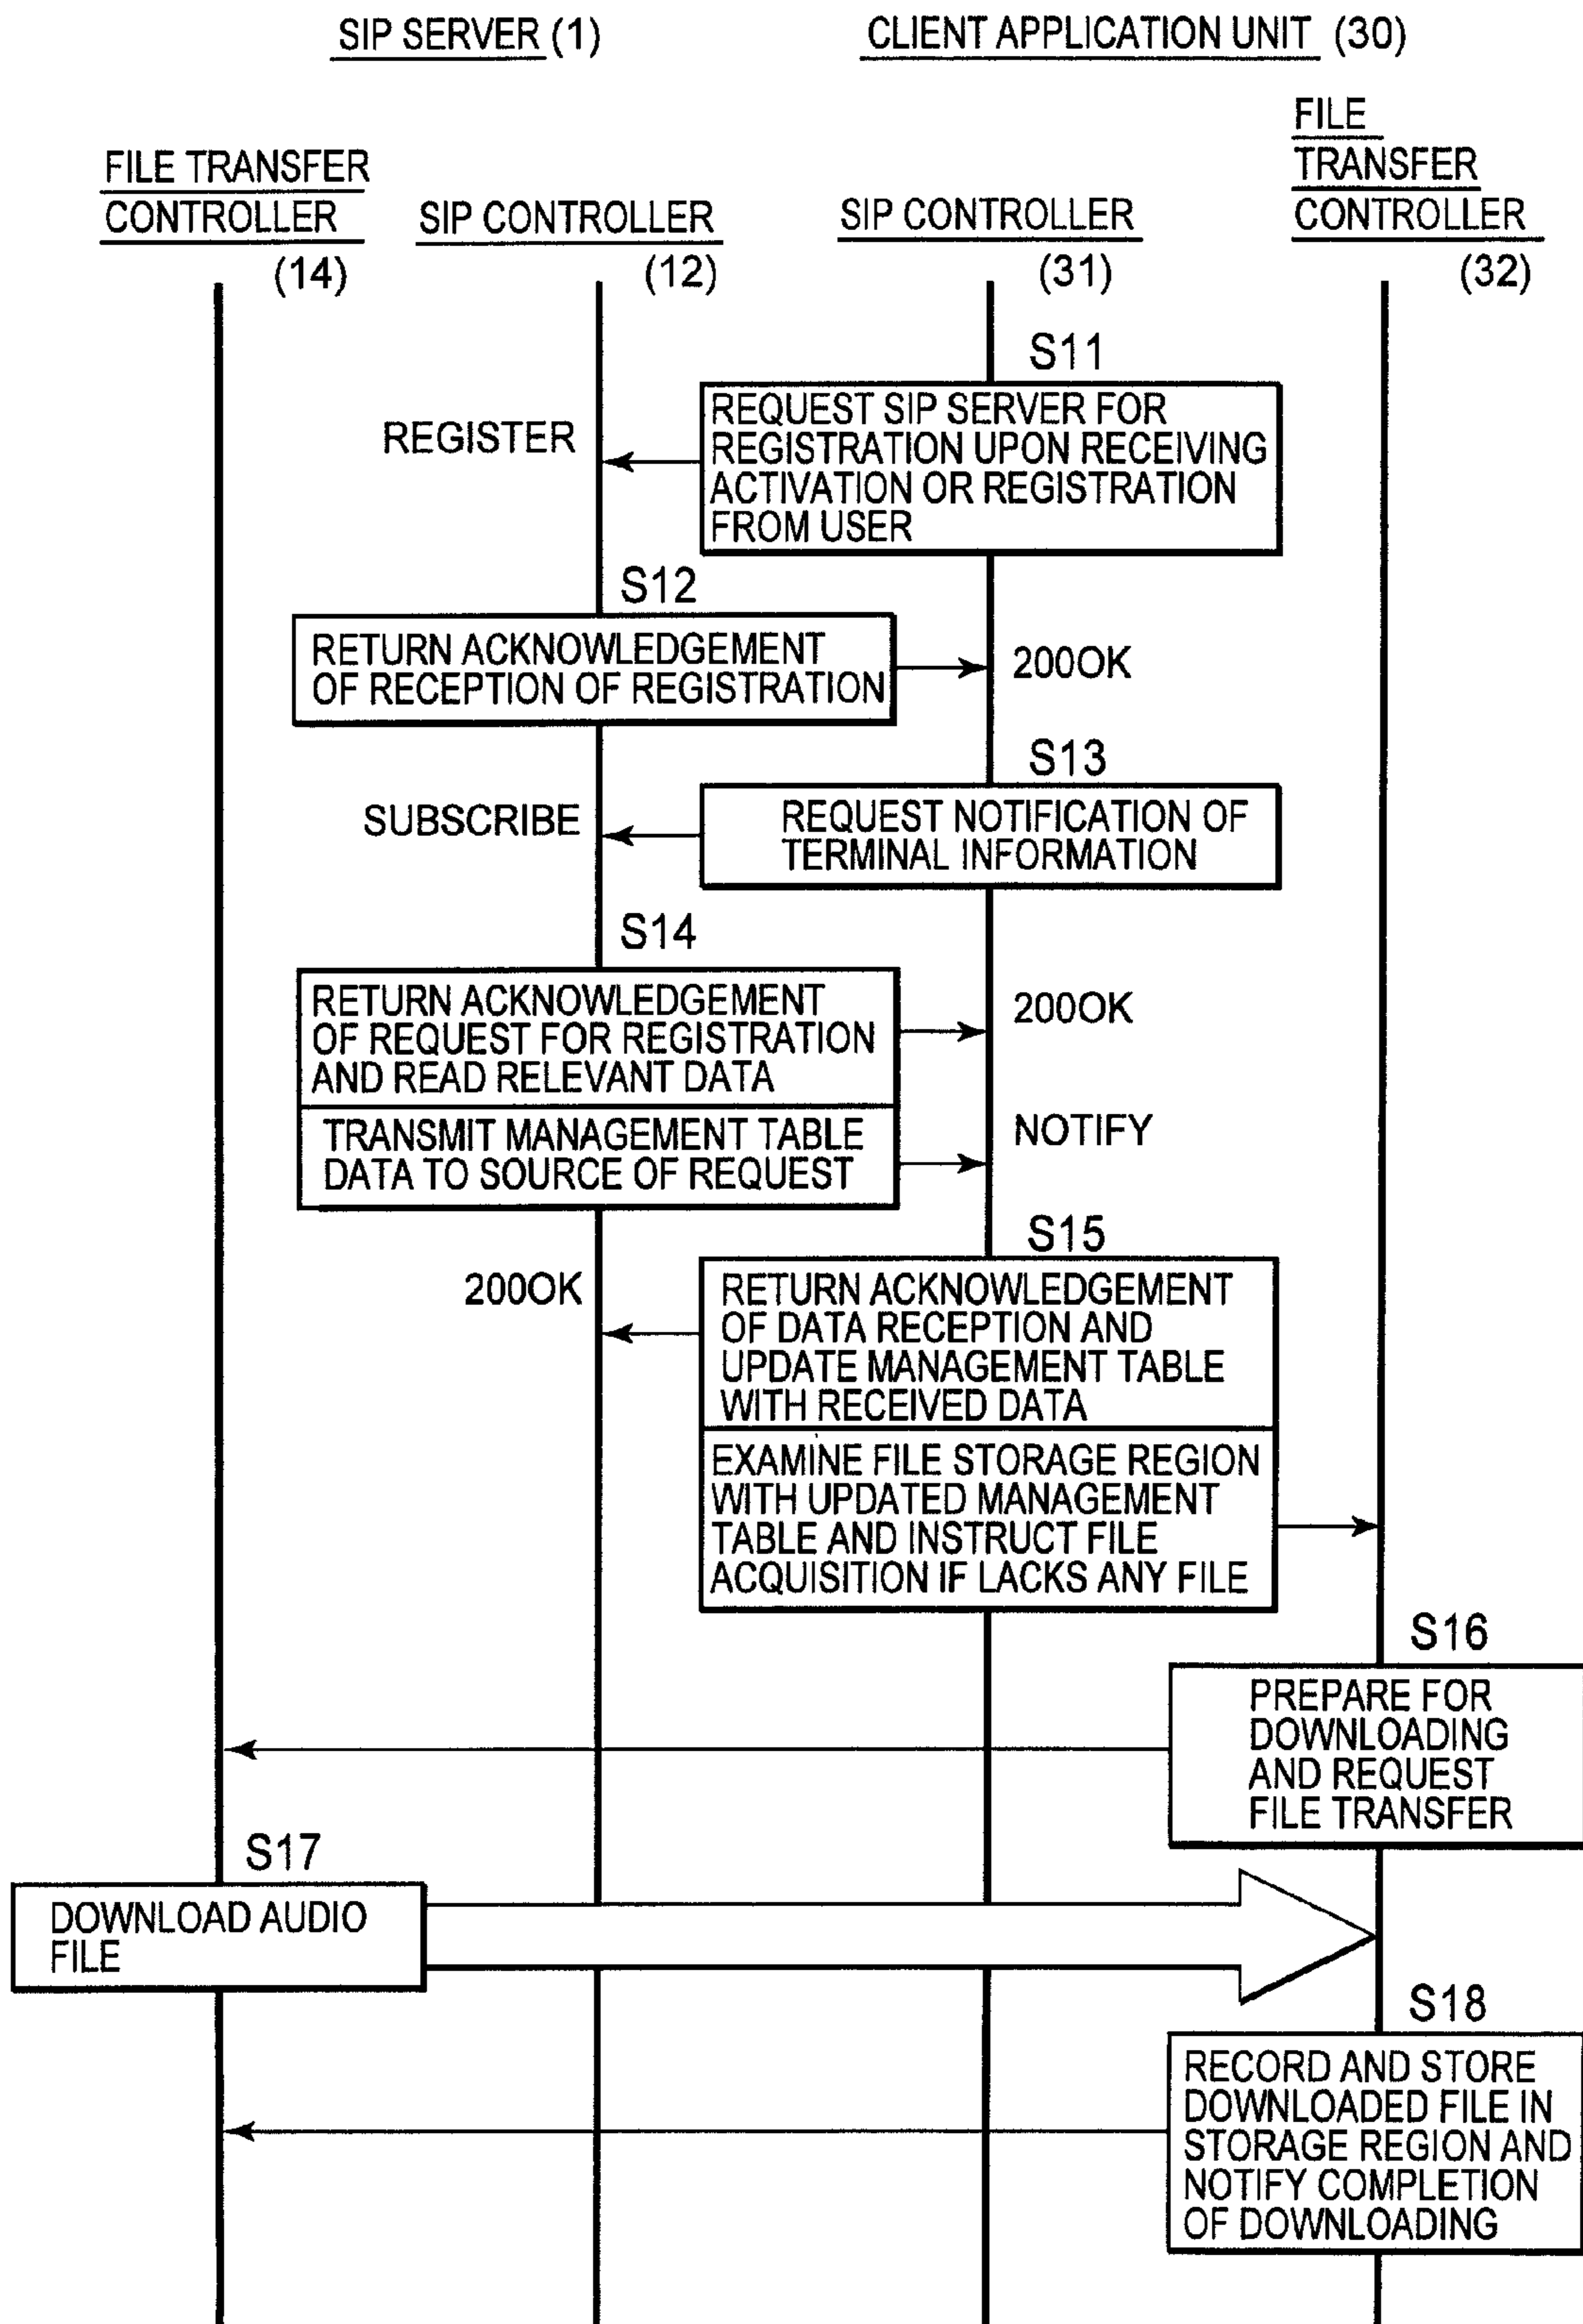 SIP SERVER (1)
CLIENT APPLICATION UNIT (30)
FILE TRANSFER
CONTROLLER
(14)
SIP CONTROLLER
(12)
SIP CONTROLLER
(31)
FILE
TRANSFER
CONTROLLER
(32)
S11
REGISTER
REQUEST SIP SERVER FOR
REGISTRATION UPON RECEIVING
ACTIVATION OR REGISTRATION
FROM USER
S12
RETURN ACKNOWLEDGEMENT
OF RECEPTION OF REGISTRATION
200OK
S13
SUBSCRIBE
REQUEST NOTIFICATION OF
TERMINAL INFORMATION
S14
RETURN ACKNOWLEDGEMENT
OF REQUEST FOR REGISTRATION
AND READ RELEVANT DATA
200OK
TRANSMIT MANAGEMENT TABLE
DATA TO SOURCE OF REQUEST
NOTIFY
S15
200OK
RETURN ACKNOWLEDGEMENT
OF DATA RECEPTION AND
UPDATE MANAGEMENT TABLE
WITH RECEIVED DATA
EXAMINE FILE STORAGE REGION
WITH UPDATED MANAGEMENT
TABLE AND INSTRUCT FILE
ACQUISITION IF LACKS ANY FILE
S16
PREPARE FOR
DOWNLOADING
AND REQUEST
FILE TRANSFER
S17
DOWNLOAD AUDIO
FILE
S18
RECORD AND STORE
DOWNLOADED FILE IN
STORAGE REGION AND
NOTIFY COMPLETION
OF DOWNLOADING